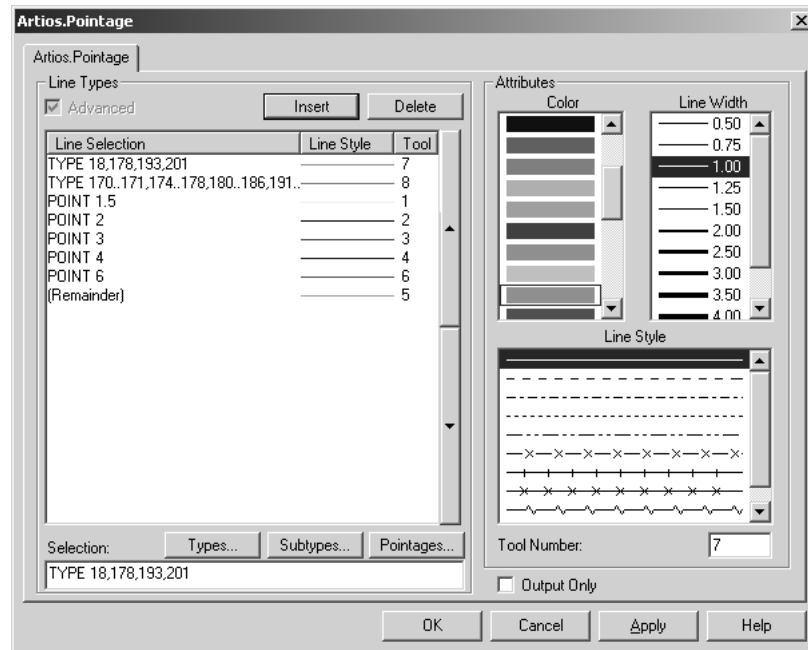 Artios.Pointage
Artios.Pointage
Line Types
Advanced
Insert
Delete
Line Selection
Line Style
Tool
TYPE 18,178,193,201
7
TYPE 170..171,174..178,180..186,191..
8
POINT 1.5
1
POINT 2
2
POINT 3
3
POINT 4
4
POINT 6
6
(Remainder)
5
Selection:
Types...
Subtypes...
Pointages...
TYPE 18,178,193,201
Attributes
Color
Line Width
0.50
0.75
1.00
1.25
1.50
2.00
2.50
3.00
3.50
4.00
Line Style
Tool Number:
7
Output Only
OK
Cancel
Apply
Help